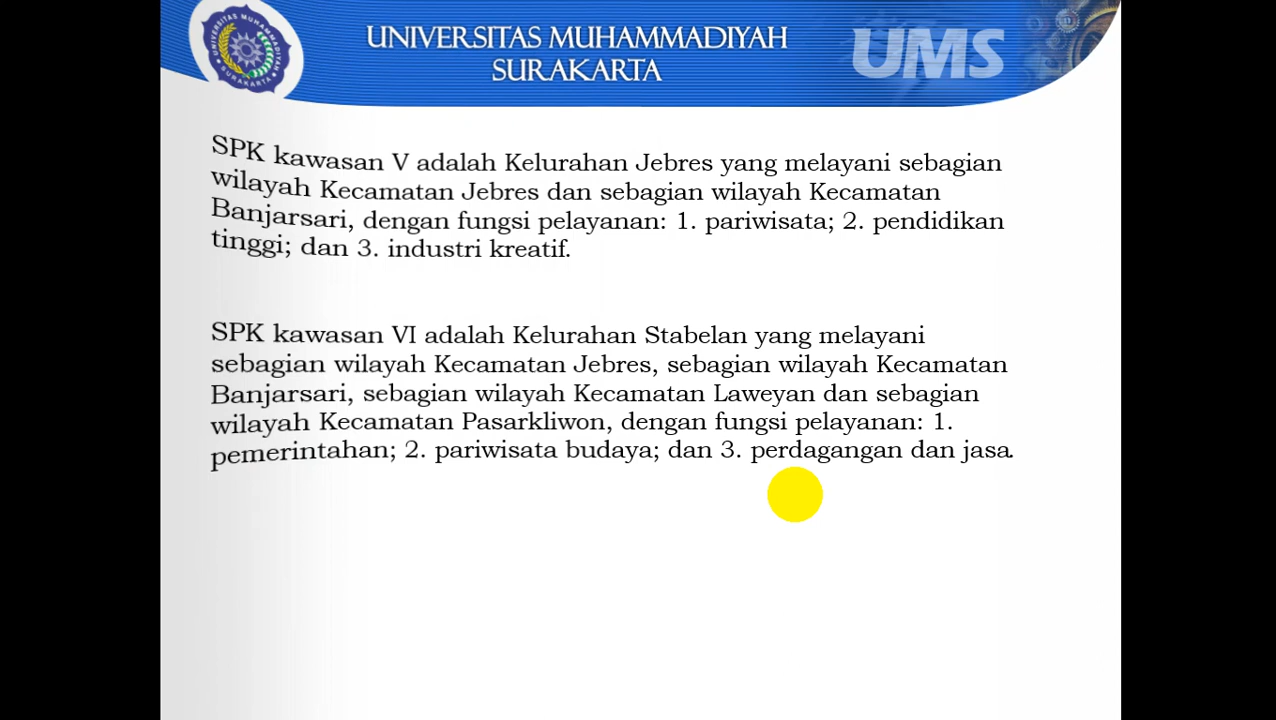 UNIVERSITAS MUHAMMADIYAH
SURAKARTA
UMS
UNIVERSITAS MUHAMMADIYAH
SURAKARTA
SPK kawasan V adalah Kelurahan Jebres yang melayani sebagian
wilayah Kecamatan Jebres dan sebagian wilayah Kecamatan
Banjarsari, dengan fungsi pelayanan: 1. pariwisata; 2. pendidikan
tinggi; dan 3. industri kreatif.
SPK kawasan VI adalah Kelurahan Stabelan yang melayani
sebagian wilayah Kecamatan Jebres, sebagian wilayah Kecamatan
Banjarsari, sebagian wilayah Kecamatan Laweyan dan sebagian
wilayah Kecamatan Pasarkliwon, dengan fungsi pelayanan: 1.
pemerintahan; 2. pariwisata budaya; dan 3. perdagangan dan jasa.